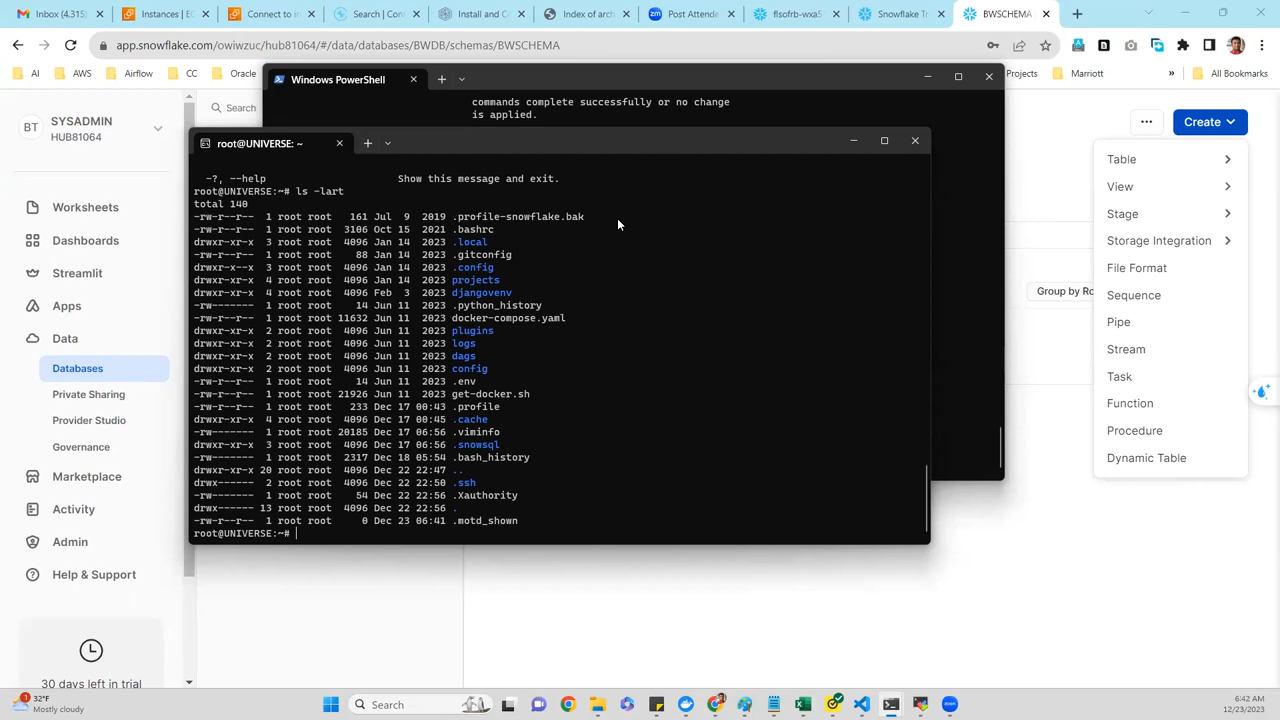 Instances | EC
Connect to in
Search | Con
Install and Co
Index of arch
Post Attende
flsofrb-wxa5
Snowflake Tr
BWSCHEMA
app.snowflake.com/owiwzuc/hub81064/#/data/databases/BWDB/schemas/BWSCHEMA
AI
AWS
Airflow
CC
Oracle
Projects
Marriott
»
All Bookmarks
Windows PowerShell
commands complete successfully or no change
is applied.
BT
SYSADMIN
HUB81064
Search
Worksheets
Dashboards
Streamlit
Apps
Data
Databases
Private Sharing
Provider Studio
Governance
Marketplace
Activity
Admin
Help & Support
30 days left in trial
root@UNIVERSE: ~
-?, --help Show this message and exit.
root@UNIVERSE:~# ls -lart
total 140
-rw-r--r-- 1 root root 161 Jul 9 2019 .profile-snowflake.bak
-rw-r--r-- 1 root root 3106 Oct 15 2021 .bashrc
drwxr-xr-x 3 root root 4096 Jan 14 2023 .local
-rw-r--r-- 1 root root 88 Jan 14 2023 .gitconfig
drwxr-x--x 3 root root 4096 Jan 14 2023 .config
drwxr-xr-x 4 root root 4096 Jan 14 2023 projects
drwxr-xr-x 4 root root 4096 Feb 3 2023 djangovenv
-rw------- 1 root root 14 Jun 11 2023 .python_history
-rw-r--r-- 1 root root 11632 Jun 11 2023 docker-compose.yaml
drwxr-xr-x 2 root root 4096 Jun 11 2023 plugins
drwxr-xr-x 2 root root 4096 Jun 11 2023 logs
drwxr-xr-x 2 root root 4096 Jun 11 2023 dags
drwxr-xr-x 2 root root 4096 Jun 11 2023 config
-rw-r--r-- 1 root root 14 Jun 11 2023 .env
-rw-r--r-- 1 root root 21926 Jun 11 2023 get-docker.sh
-rw-r--r-- 1 root root 233 Dec 17 00:43 .profile
drwxr-xr-x 4 root root 4096 Dec 17 00:45 .cache
-rw-r--r-- 1 root root 20185 Dec 17 06:56 .viminfo
drwxr-xr-x 3 root root 4096 Dec 17 06:56 .snowsql
-rw------- 1 root root 2317 Dec 18 05:54 .bash_history
drwxr-xr-x 20 root root 4096 Dec 22 22:47 ..
drwx------ 2 root root 4096 Dec 22 22:50 .ssh
-rw------- 1 root root 54 Dec 22 22:56 .Xauthority
drwx------ 13 root root 4096 Dec 22 22:56 .
-rw-r--r-- 1 root root 0 Dec 23 06:41 .motd_shown
root@UNIVERSE:~#
Create
Table
View
Stage
Storage Integration
File Format
Sequence
Pipe
Stream
Task
Function
Procedure
Dynamic Table
Group by Ro
1
32°F
Mostly cloudy
Search
6:42 AM
12/23/2023